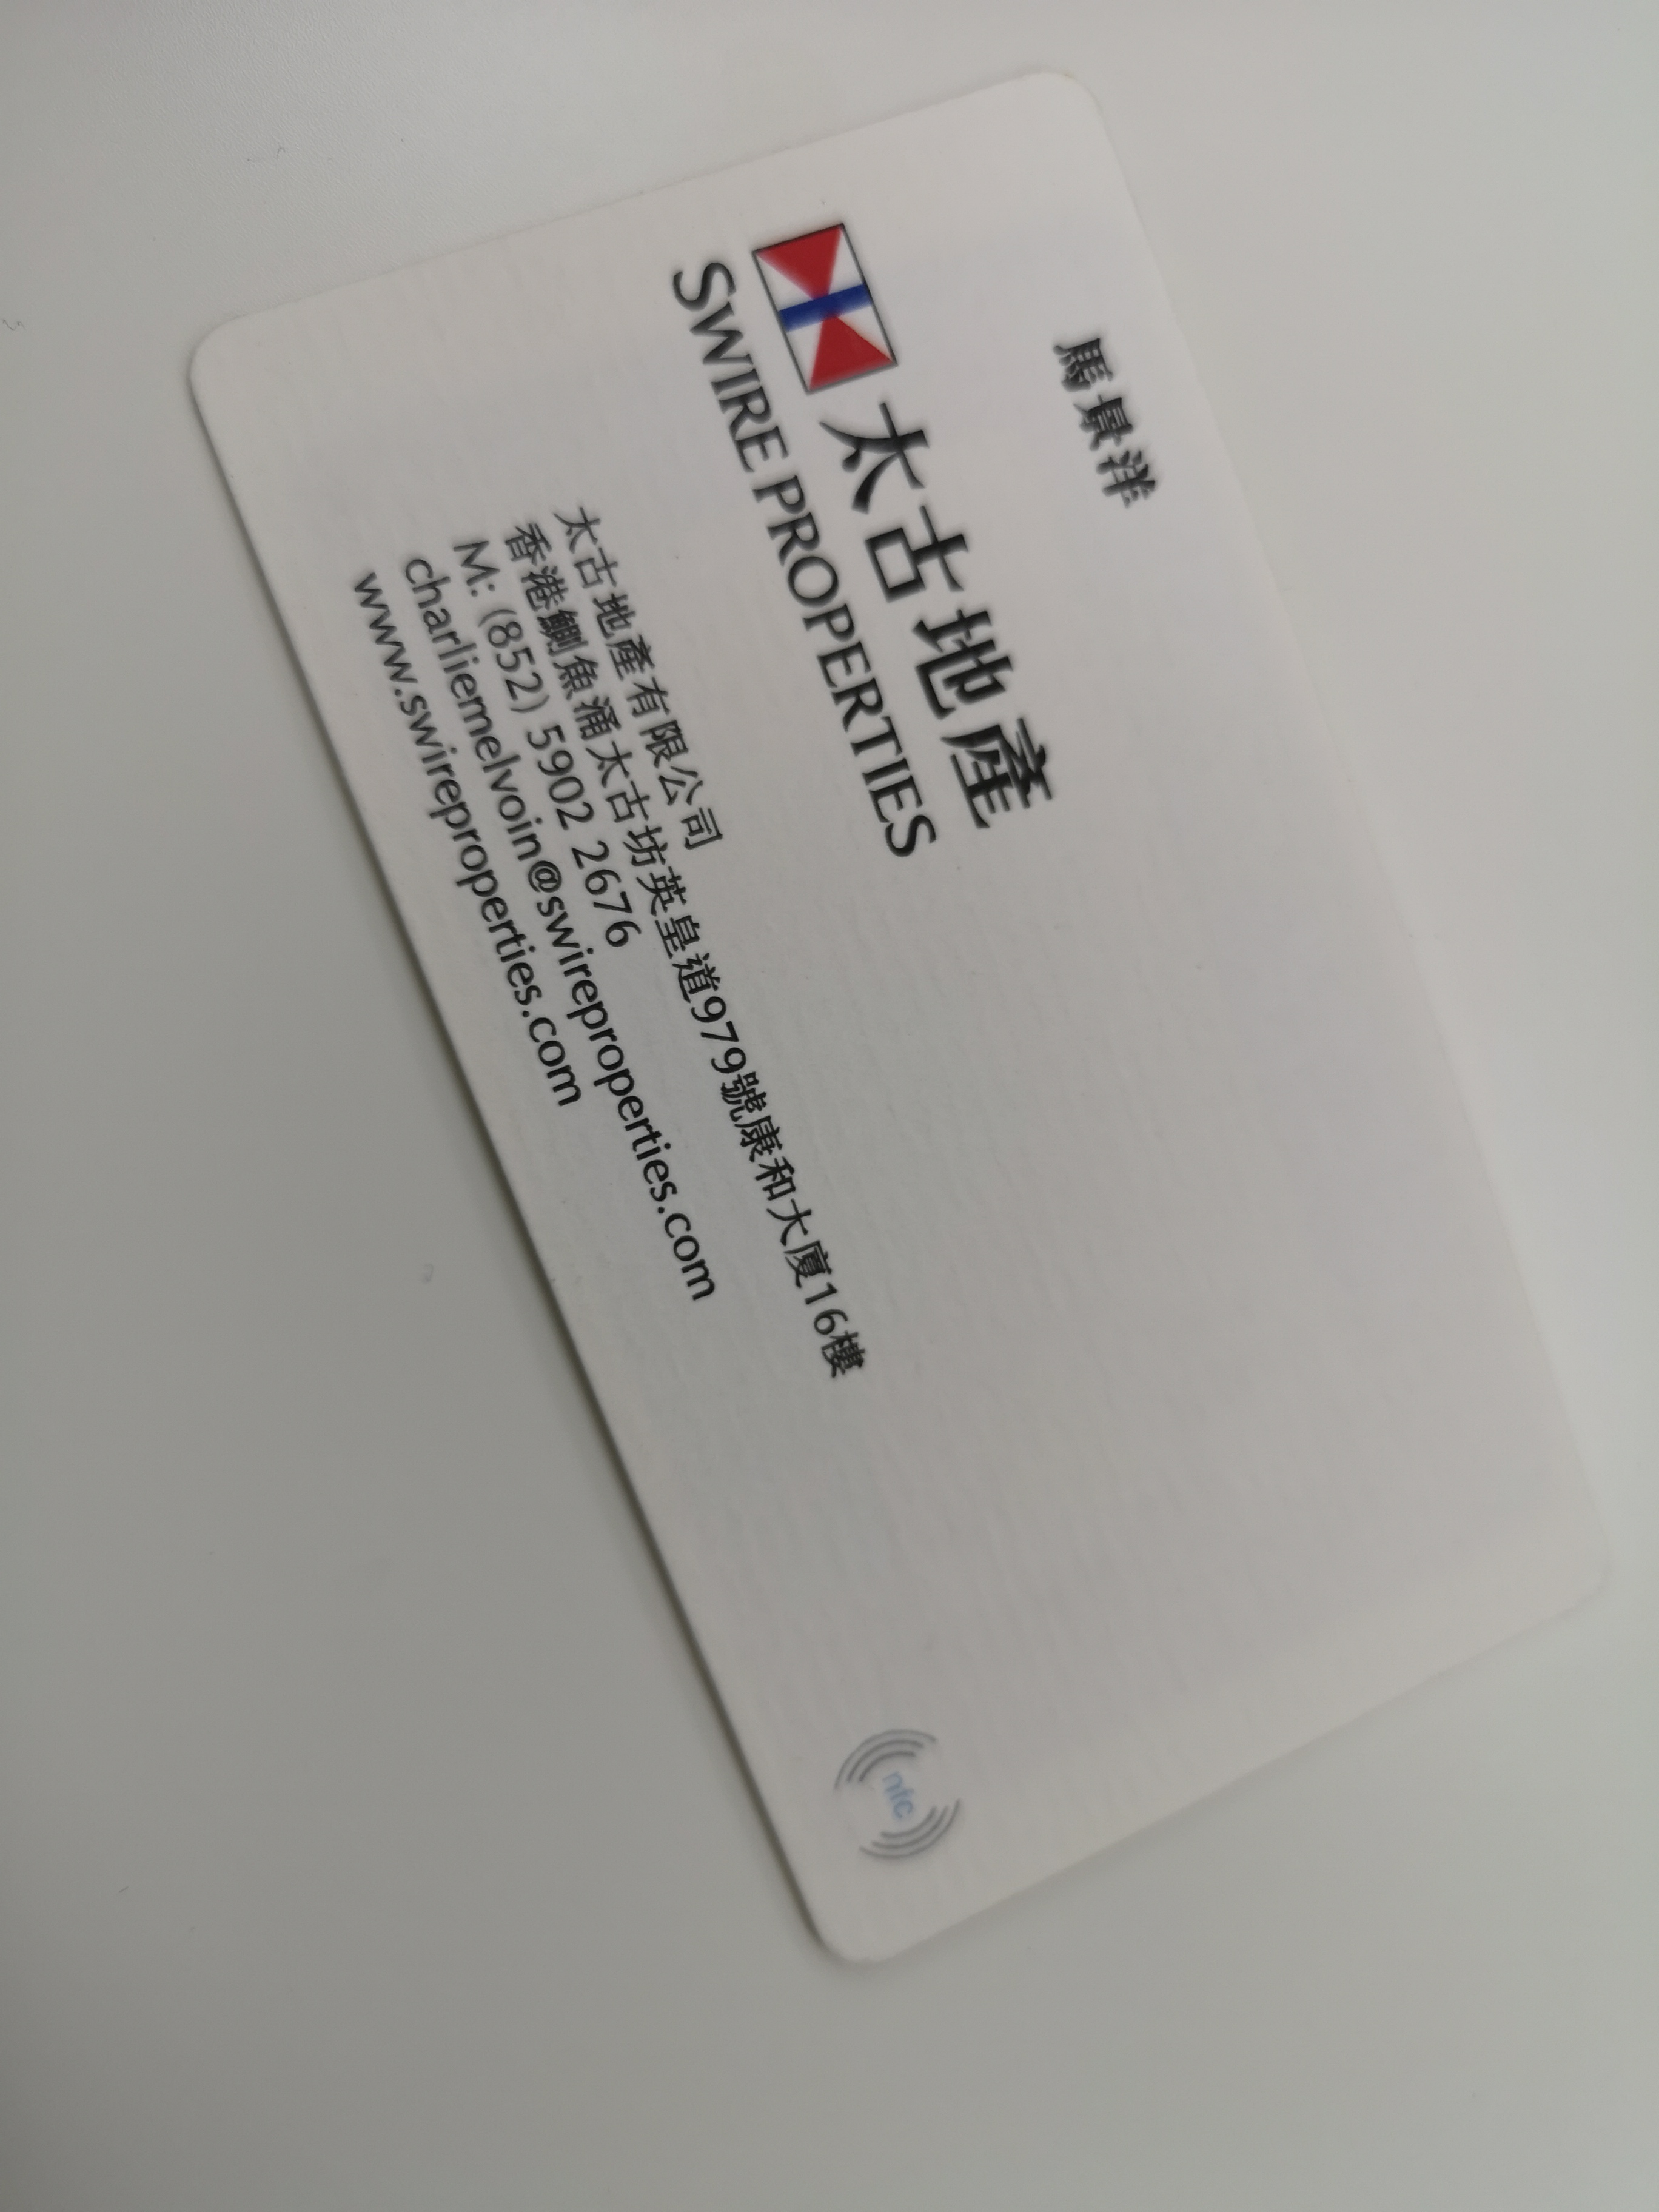 馬景洋
太古地產
SWIRE PROPERTIES
太古地產有限公司
香港鰂魚涌太古坊英皇道979號康和大廈16樓
M: (852) 5902 2676
charliemelvoin@swireproperties.com
www.swireproperties.com
nfc